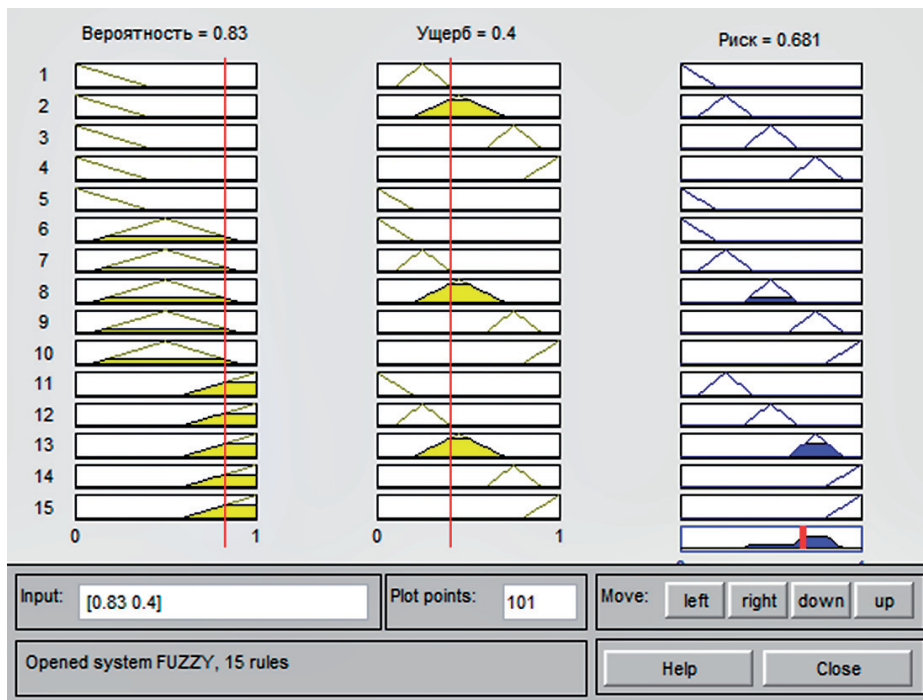 Вероятность = 0.83
Ущерб = 0.4
Риск = 0.681
1
2
3
4
5
6
7
8
9
10
11
12
13
14
15
0 1
0 1
Input: [0.83 0.4]
Plot points: 101
Move: left right down up
Opened system FUZZY, 15 rules
Help Close